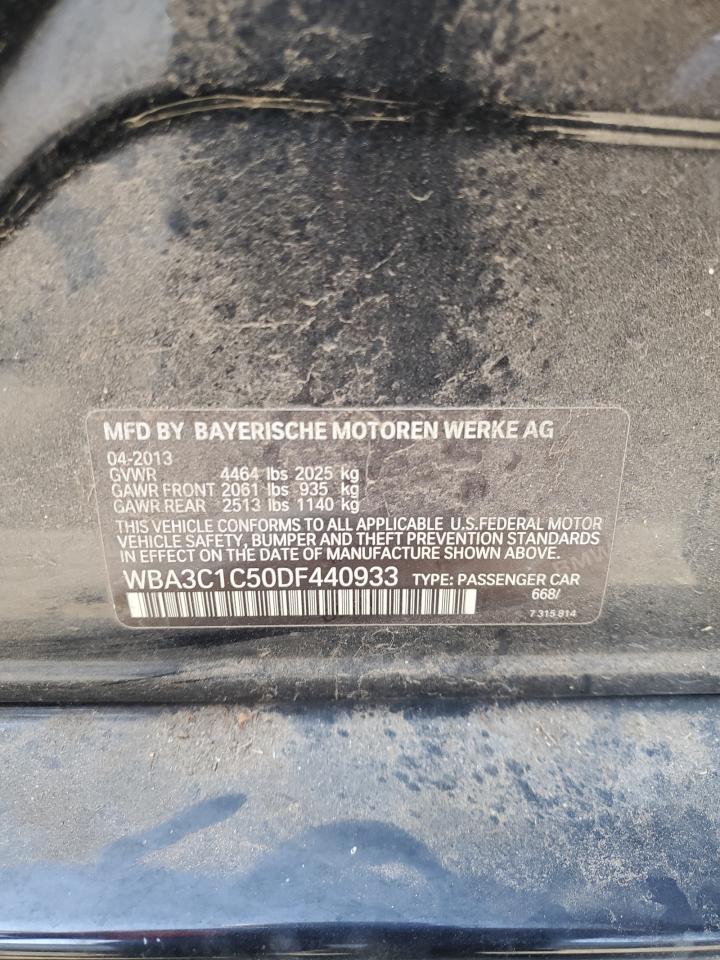 MFD BY BAYERISCHE MOTOREN WERKE AG
04-2013
GVWR 4464 lbs 2025 kg
GAWR FRONT 2061 lbs 935 kg
GAWR REAR 2513 lbs 1140 kg
THIS VEHICLE CONFORMS TO ALL APPLICABLE U.S.FEDERAL MOTOR
VEHICLE SAFETY, BUMPER AND THEFT PREVENTION STANDARDS
IN EFFECT ON THE DATE OF MANUFACTURE SHOWN ABOVE.
BMW
WBA3C1C50DF440933 TYPE: PASSENGER CAR
668/
7 315 814